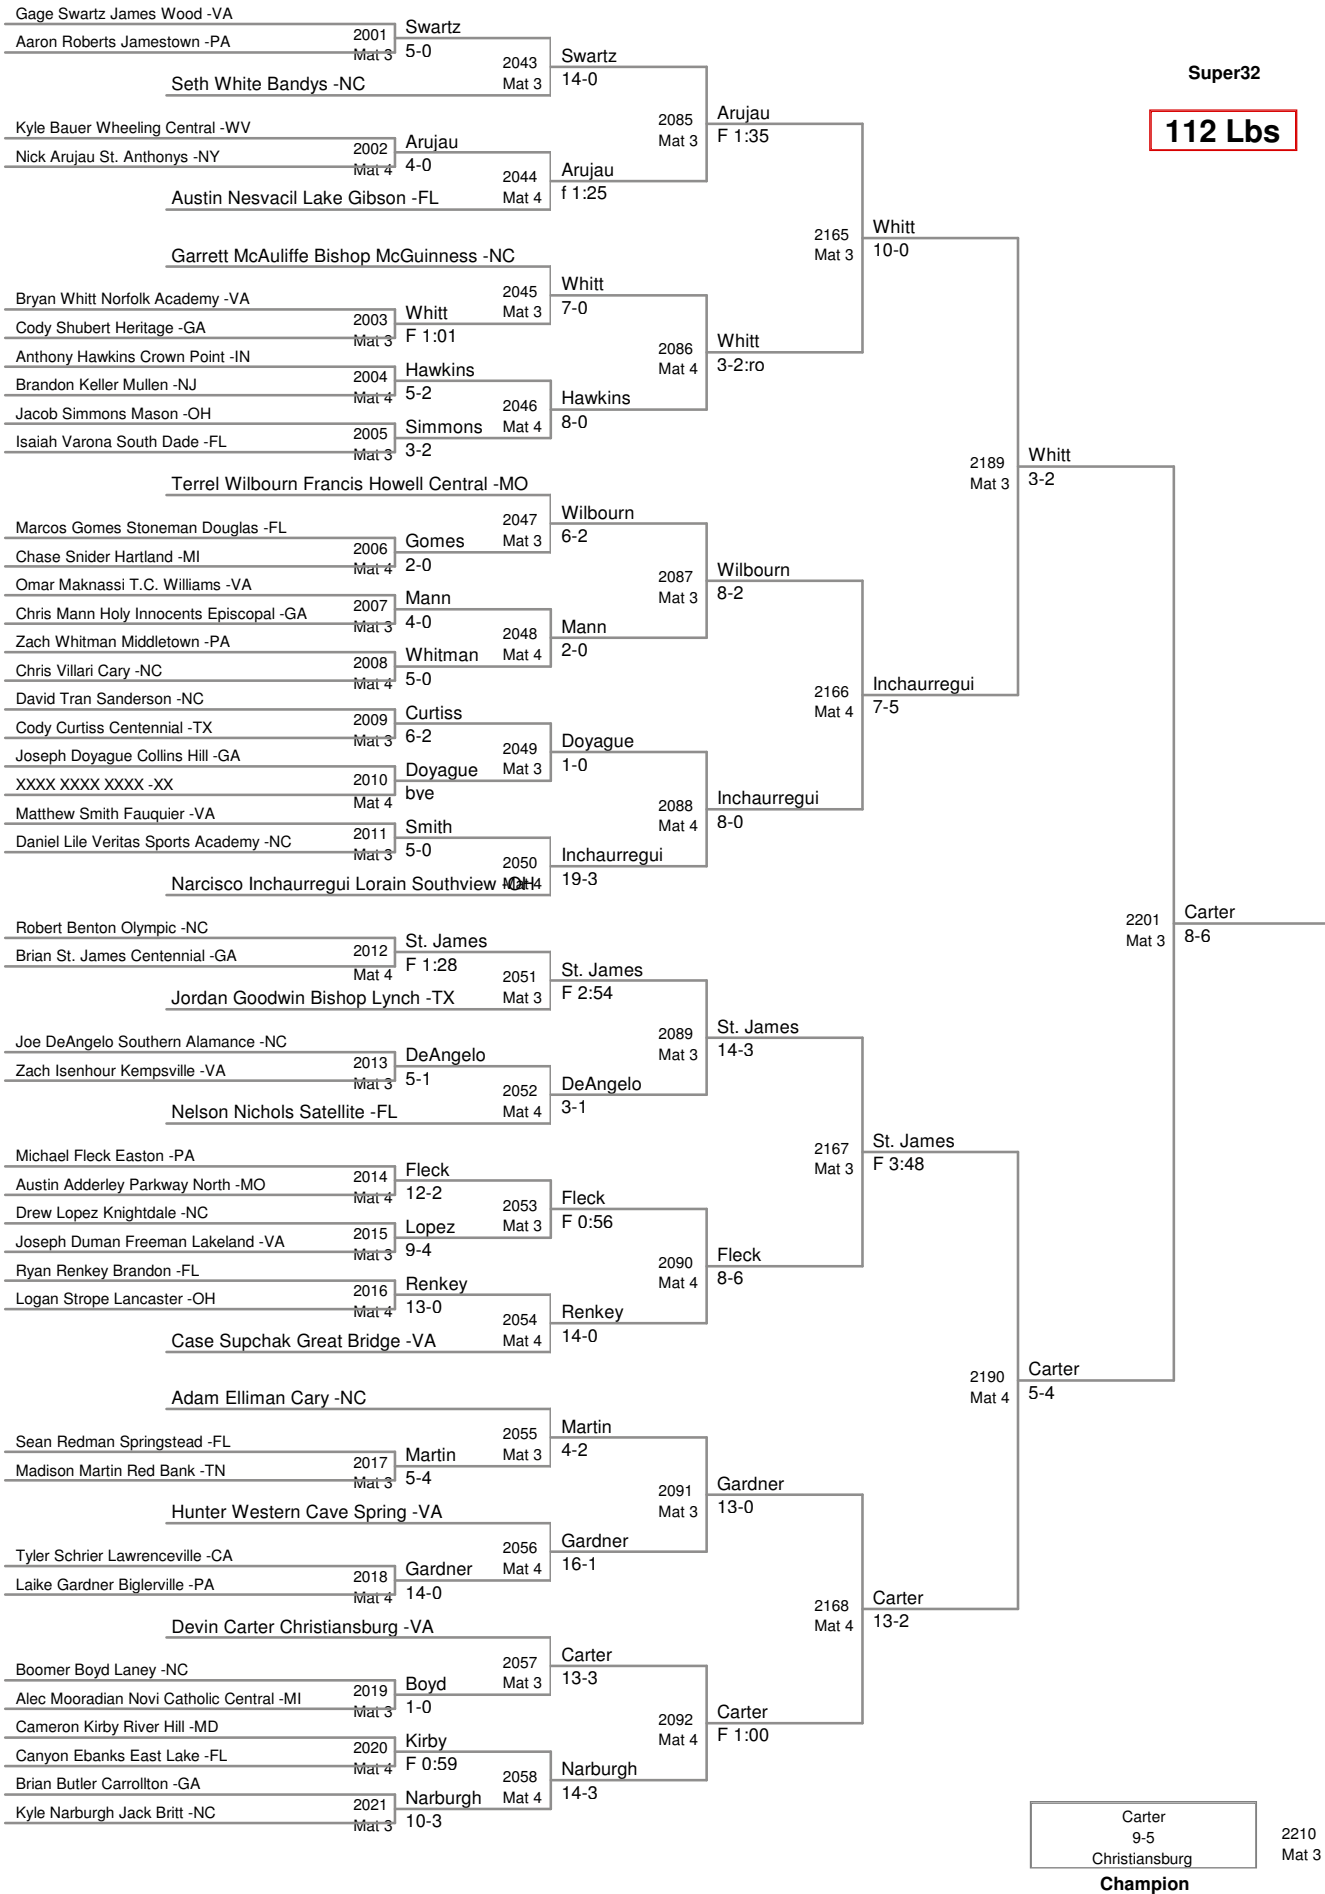 Super32
112 Lbs
Gage Swartz James Wood -VA
Aaron Roberts Jamestown -PA
2001
Mat 3
Swartz
5-0
Seth White Bandys -NC
2043
Mat 3
Swartz
14-0
Kyle Bauer Wheeling Central -WV
Nick Arujau St. Anthonys -NY
2002
Mat 4
Arujau
4-0
Austin Nesvacil Lake Gibson -FL
2044
Mat 4
Arujau
f 1:25
2085
Mat 3
Arujau
F 1:35
Garrett McAuliffe Bishop McGuinness -NC
Bryan Whitt Norfolk Academy -VA
Cody Shubert Heritage -GA
2003
Mat 3
Whitt
F 1:01
2045
Mat 3
Whitt
7-0
Anthony Hawkins Crown Point -IN
Brandon Keller Mullen -NJ
2004
Mat 4
Hawkins
5-2
Jacob Simmons Mason -OH
Isaiah Varona South Dade -FL
2005
Mat 3
Simmons
3-2
2046
Mat 4
Hawkins
8-0
2086
Mat 4
Whitt
3-2:ro
2165
Mat 3
Whitt
10-0
Terrel Wilbourn Francis Howell Central -MO
Marcos Gomes Stoneman Douglas -FL
Chase Snider Hartland -MI
2006
Mat 4
Gomes
2-0
2047
Mat 3
Wilbourn
6-2
Omar Maknassi T.C. Williams -VA
Chris Mann Holy Innocents Episcopal -GA
2007
Mat 3
Mann
4-0
Zach Whitman Middletown -PA
Chris Villari Cary -NC
2008
Mat 4
Whitman
5-0
2048
Mat 4
Mann
2-0
2087
Mat 3
Wilbourn
8-2
David Tran Sanderson -NC
Cody Curtiss Centennial -TX
2009
Mat 3
Curtiss
6-2
Joseph Doyague Collins Hill -GA
XXXX XXXX XXXX -XX
2010
Mat 4
Doyague
bye
2049
Mat 3
Doyague
1-0
Matthew Smith Fauquier -VA
Daniel Lile Veritas Sports Academy -NC
2011
Mat 3
Smith
5-0
Narcisco Inchaurregui Lorain Southview -OH
2050
Mat 4
Inchaurregui
19-3
2088
Mat 4
Inchaurregui
8-0
2166
Mat 4
Inchaurregui
7-5
2189
Mat 3
Whitt
3-2
Robert Benton Olympic -NC
Brian St. James Centennial -GA
2012
Mat 4
St. James
F 1:28
Jordan Goodwin Bishop Lynch -TX
2051
Mat 3
St. James
F 2:54
Joe DeAngelo Southern Alamance -NC
Zach Isenhour Kempsville -VA
2013
Mat 3
DeAngelo
5-1
Nelson Nichols Satellite -FL
2052
Mat 4
DeAngelo
3-1
2089
Mat 3
St. James
14-3
Michael Fleck Easton -PA
Austin Adderley Parkway North -MO
2014
Mat 4
Fleck
12-2
Drew Lopez Knightdale -NC
Joseph Duman Freeman Lakeland -VA
2015
Mat 3
Lopez
9-4
2053
Mat 3
Fleck
F 0:56
Ryan Renkey Brandon -FL
Logan Strope Lancaster -OH
2016
Mat 4
Renkey
13-0
Case Supchak Great Bridge -VA
2054
Mat 4
Renkey
14-0
2090
Mat 4
Fleck
8-6
2167
Mat 3
St. James
F 3:48
Adam Elliman Cary -NC
Sean Redman Springstead -FL
Madison Martin Red Bank -TN
2017
Mat 3
Martin
5-4
2055
Mat 3
Martin
4-2
Hunter Western Cave Spring -VA
Tyler Schrier Lawrenceville -CA
Laike Gardner Biglerville -PA
2018
Mat 4
Gardner
14-0
2056
Mat 4
Gardner
16-1
2091
Mat 3
Gardner
13-0
Devin Carter Christiansburg -VA
Boomer Boyd Laney -NC
Alec Mooradian Novi Catholic Central -MI
2019
Mat 3
Boyd
1-0
2057
Mat 3
Carter
13-3
Cameron Kirby River Hill -MD
Canyon Ebanks East Lake -FL
2020
Mat 4
Kirby
F 0:59
Brian Butler Carrollton -GA
Kyle Narburgh Jack Britt -NC
2021
Mat 3
Narburgh
10-3
2058
Mat 4
Narburgh
14-3
2092
Mat 4
Carter
F 1:00
2168
Mat 4
Carter
13-2
2190
Mat 4
Carter
5-4
2201
Mat 3
Carter
8-6
Carter
9-5
Christiansburg
Champion
2210
Mat 3